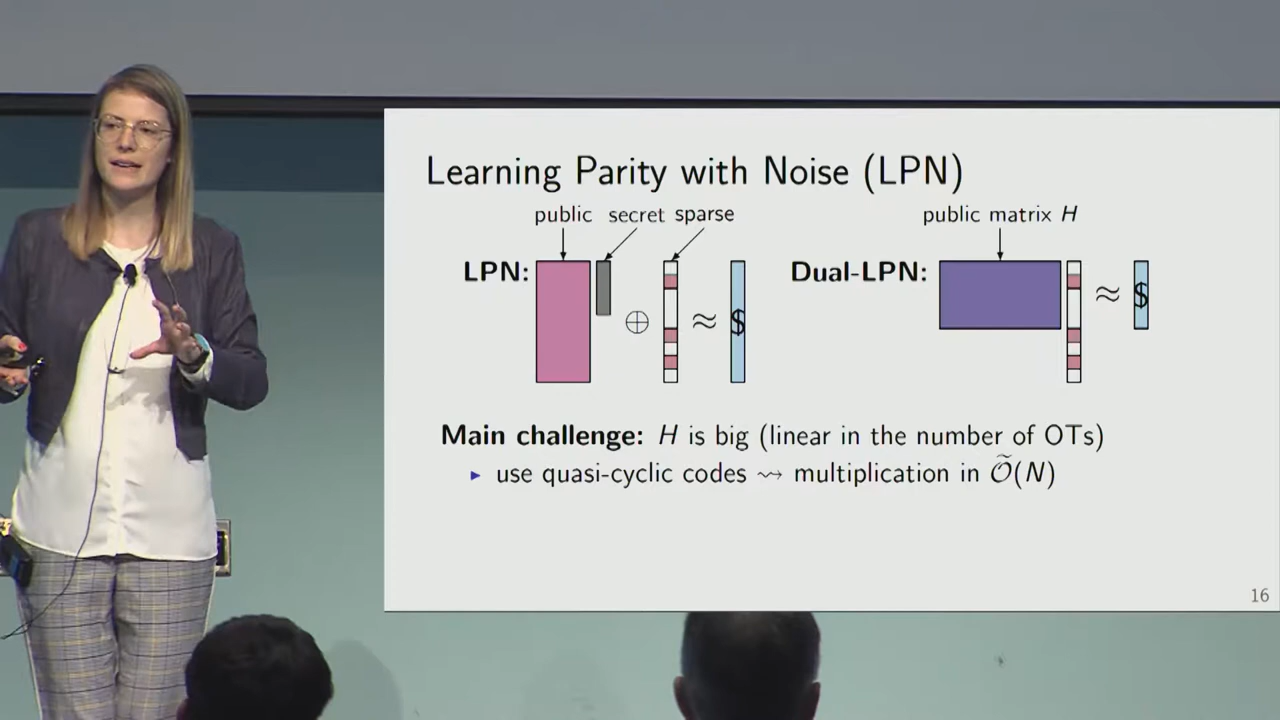 Learning Parity with Noise (LPN)
public secret sparse
public matrix H
LPN:
⊕
≈
$
Dual-LPN:
≈
$
Main challenge: H is big (linear in the number of OTs)
▸ use quasi-cyclic codes ⇝ multiplication in Õ(N)
16